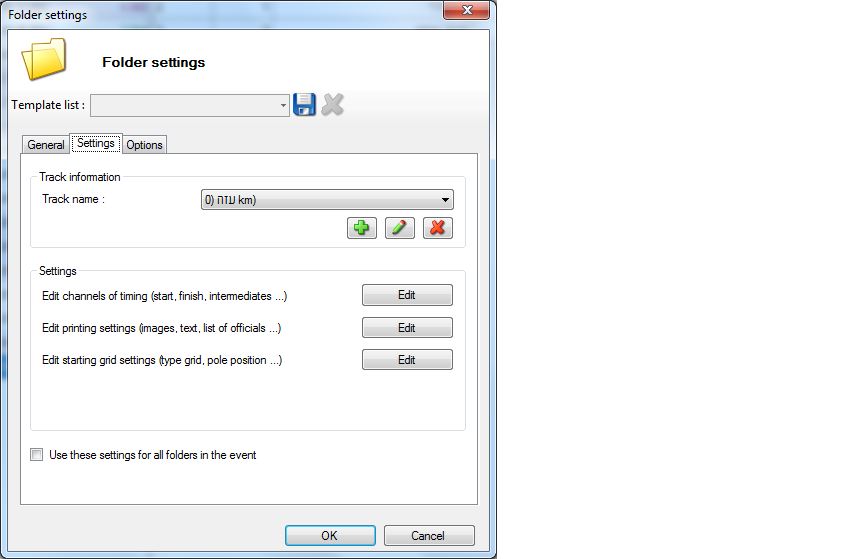 Folder settings
Folder settings
Template list :
General Settings Options
Track information
Track name : 0) עזה km)
Settings
Edit channels of timing (start, finish, intermediates ...) Edit
Edit printing settings (images, text, list of officials ...) Edit
Edit starting grid settings (type grid, pole position ...) Edit
Use these settings for all folders in the event
OK Cancel